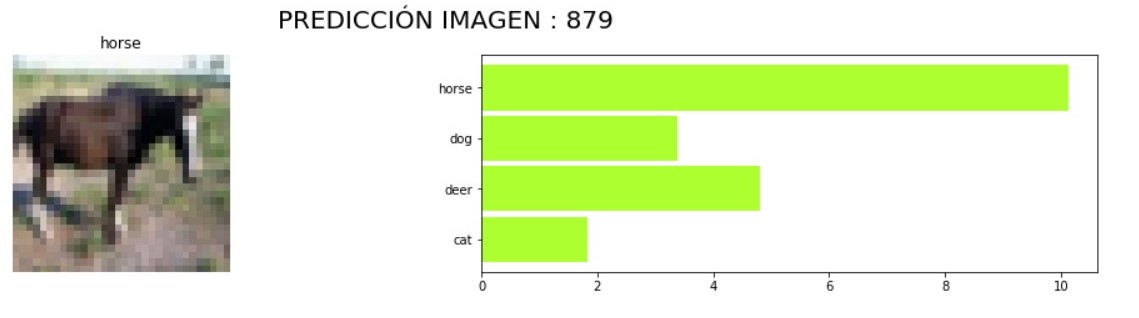 PREDICCIÓN IMAGEN : 879
horse
horse
dog
deer
cat
0 2 4 6 8 10